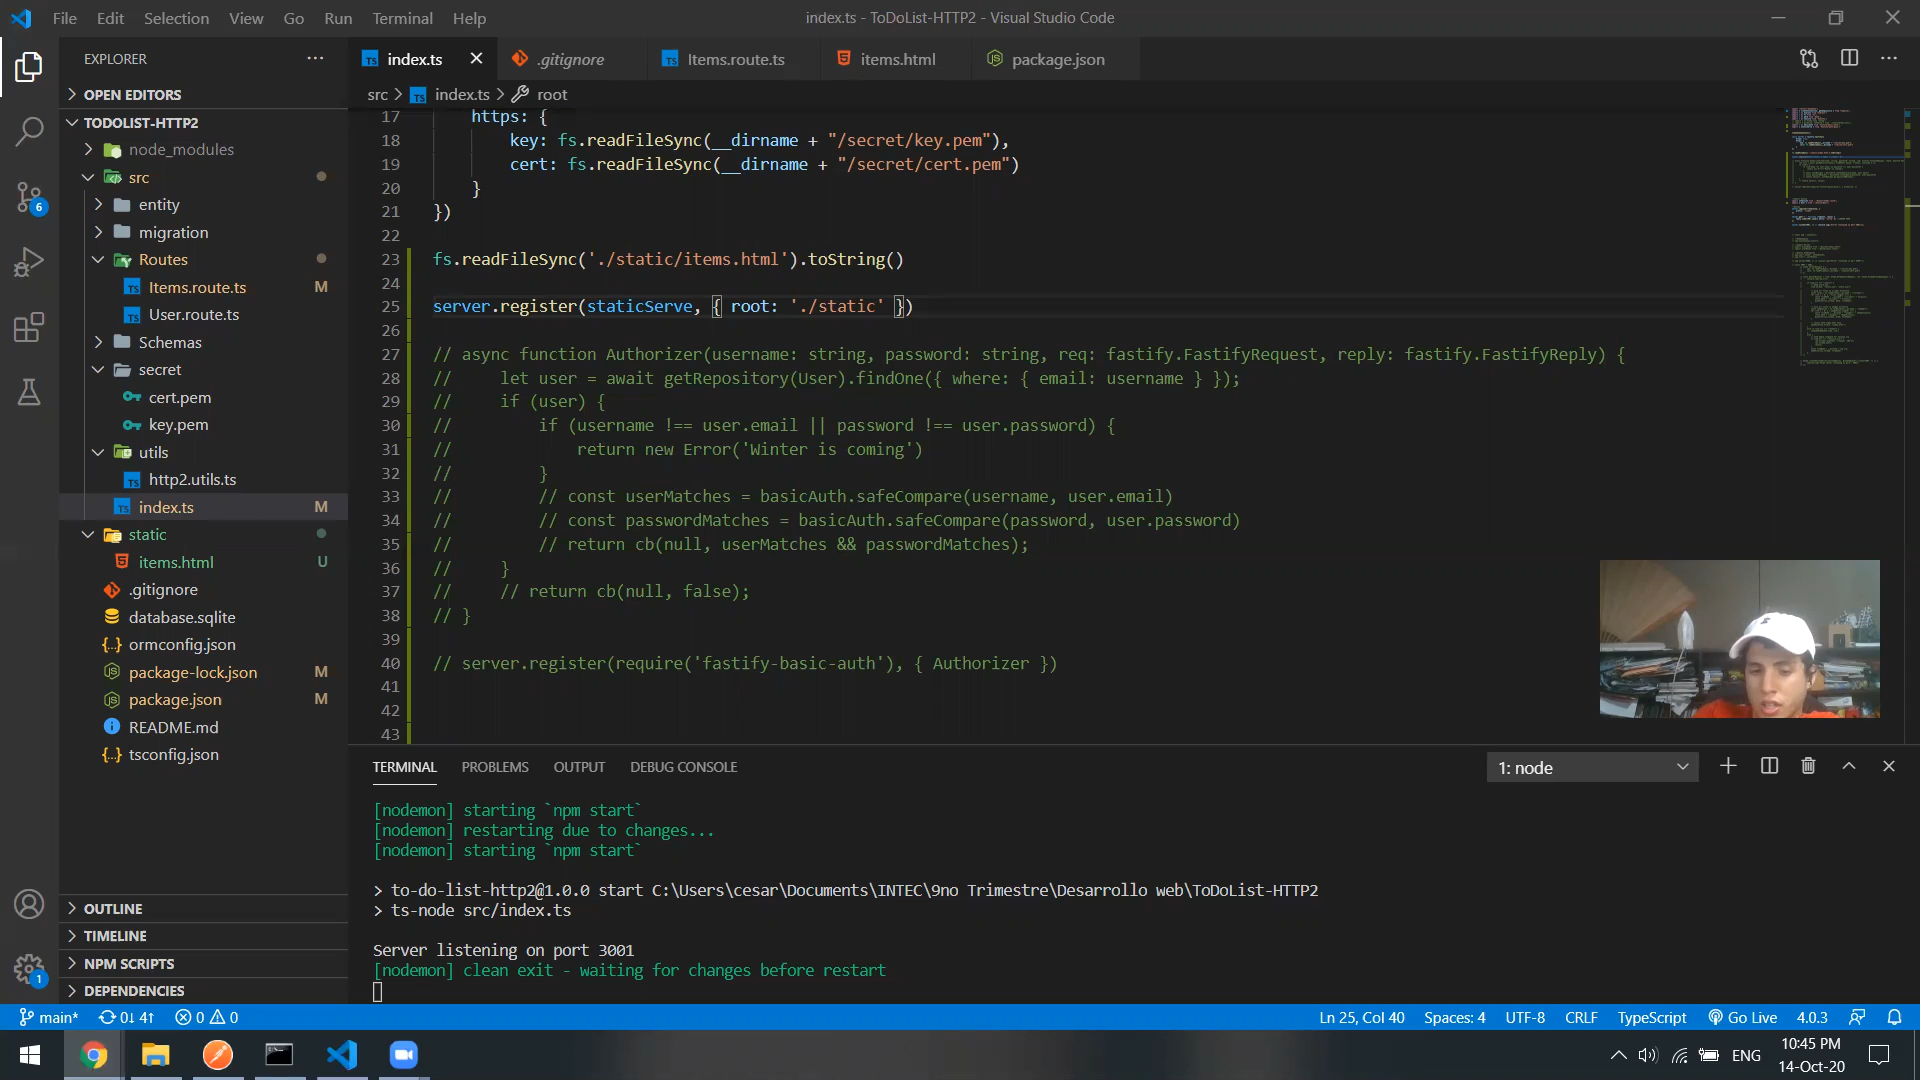 File Edit Selection View Go Run Terminal Help
index.ts - ToDoList-HTTP2 - Visual Studio Code
EXPLORER
index.ts
.gitignore
Items.route.ts
items.html
package.json
src > index.ts > root
OPEN EDITORS
TODOLIST-HTTP2
node_modules
src
entity
migration
Routes
Items.route.ts M
User.route.ts
Schemas
secret
cert.pem
key.pem
utils
http2.utils.ts
index.ts M
static
items.html U
.gitignore
database.sqlite
ormconfig.json
package-lock.json M
package.json M
README.md
tsconfig.json
OUTLINE
TIMELINE
NPM SCRIPTS
DEPENDENCIES
6
1
17 https: {
18 key: fs.readFileSync(__dirname + "/secret/key.pem"),
19 cert: fs.readFileSync(__dirname + "/secret/cert.pem")
20 }
21 })
22
23 fs.readFileSync('./static/items.html').toString()
24
25 server.register(staticServe, { root: './static' })
26
27 // async function Authorizer(username: string, password: string, req: fastify.FastifyRequest, reply: fastify.FastifyReply) {
28 // let user = await getRepository(User).findOne({ where: { email: username } });
29 // if (user) {
30 // if (username !== user.email || password !== user.password) {
31 // return new Error('Winter is coming')
32 // }
33 // // const userMatches = basicAuth.safeCompare(username, user.email)
34 // // const passwordMatches = basicAuth.safeCompare(password, user.password)
35 // // return cb(null, userMatches && passwordMatches);
36 // }
37 // // return cb(null, false);
38 // }
39
40 // server.register(require('fastify-basic-auth'), { Authorizer })
41
42
43
TERMINAL PROBLEMS OUTPUT DEBUG CONSOLE
1: node
[nodemon] starting `npm start`
[nodemon] restarting due to changes...
[nodemon] starting `npm start`
> to-do-list-http2@1.0.0 start C:\Users\cesar\Documents\INTEC\9no Trimestre\Desarrollo web\ToDoList-HTTP2
> ts-node src/index.ts
Server listening on port 3001
[nodemon] clean exit - waiting for changes before restart
main* 0↓ 4↑ 0 0
Ln 25, Col 40 Spaces: 4 UTF-8 CRLF TypeScript Go Live 4.0.3
ENG
10:45 PM
14-Oct-20